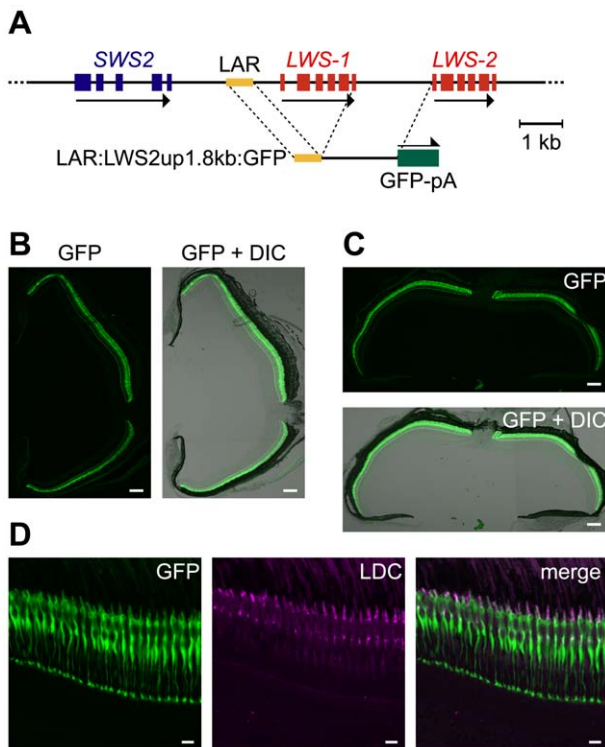 A
SWS2
LAR
LWS-1
LWS-2
1 kb
LAR:LWS2up1.8kb:GFP
GFP-pA
B
GFP
GFP + DIC
C
GFP
GFP + DIC
D
GFP
LDC
merge